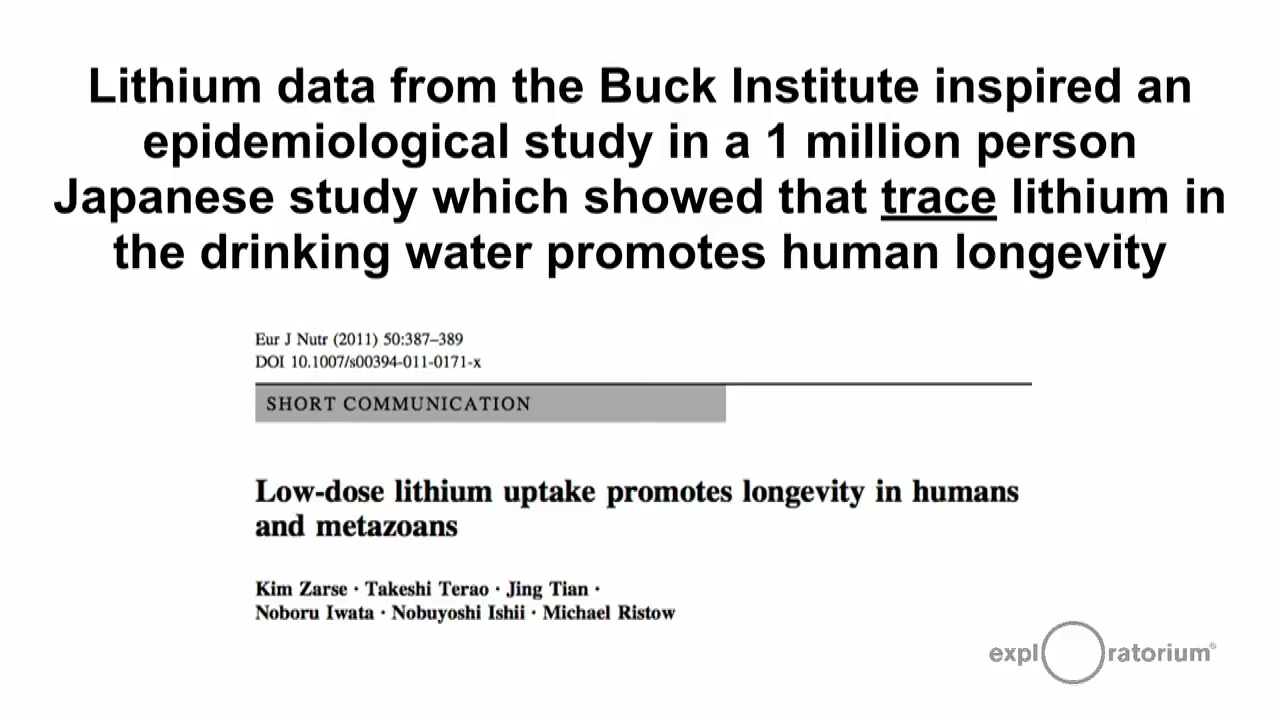 Lithium data from the Buck Institute inspired an
epidemiological study in a 1 million person
Japanese study which showed that trace lithium in
the drinking water promotes human longevity
Eur J Nutr (2011) 50:387–389
DOI 10.1007/s00394-011-0171-x
SHORT COMMUNICATION
Low-dose lithium uptake promotes longevity in humans
and metazoans
Kim Zarse · Takeshi Terao · Jing Tian ·
Noboru Iwata · Nobuyoshi Ishii · Michael Ristow
exploratorium©